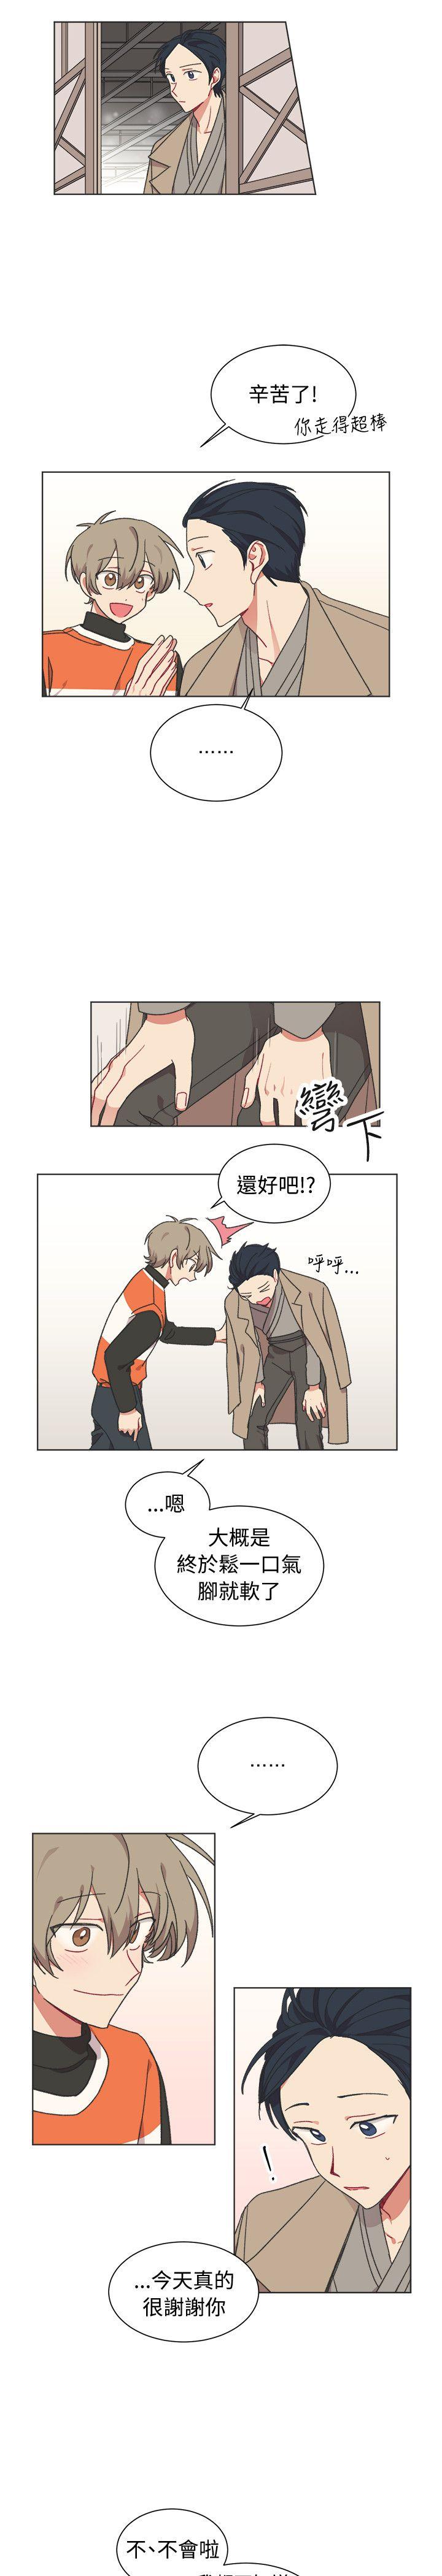 辛苦了!
你走得超棒
……
彎下
還好吧!?
呼呼...
...嗯
大概是
終於鬆一口氣
腳就軟了
……
!
...今天真的
很謝謝你
不、不會啦